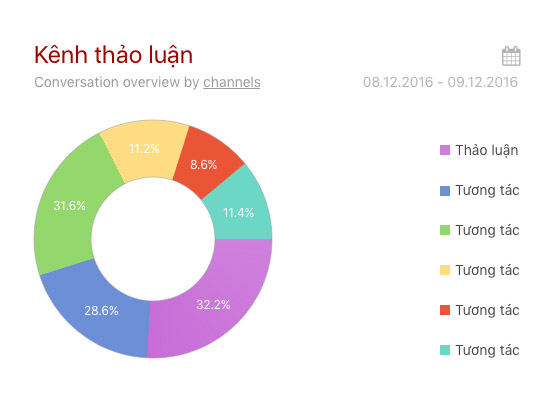 Kênh thảo luận
Conversation overview by channels
08.12.2016 - 09.12.2016
11.2%
8.6%
31.6%
11.4%
28.6%
32.2%
Thảo luận
Tương tác
Tương tác
Tương tác
Tương tác
Tương tác